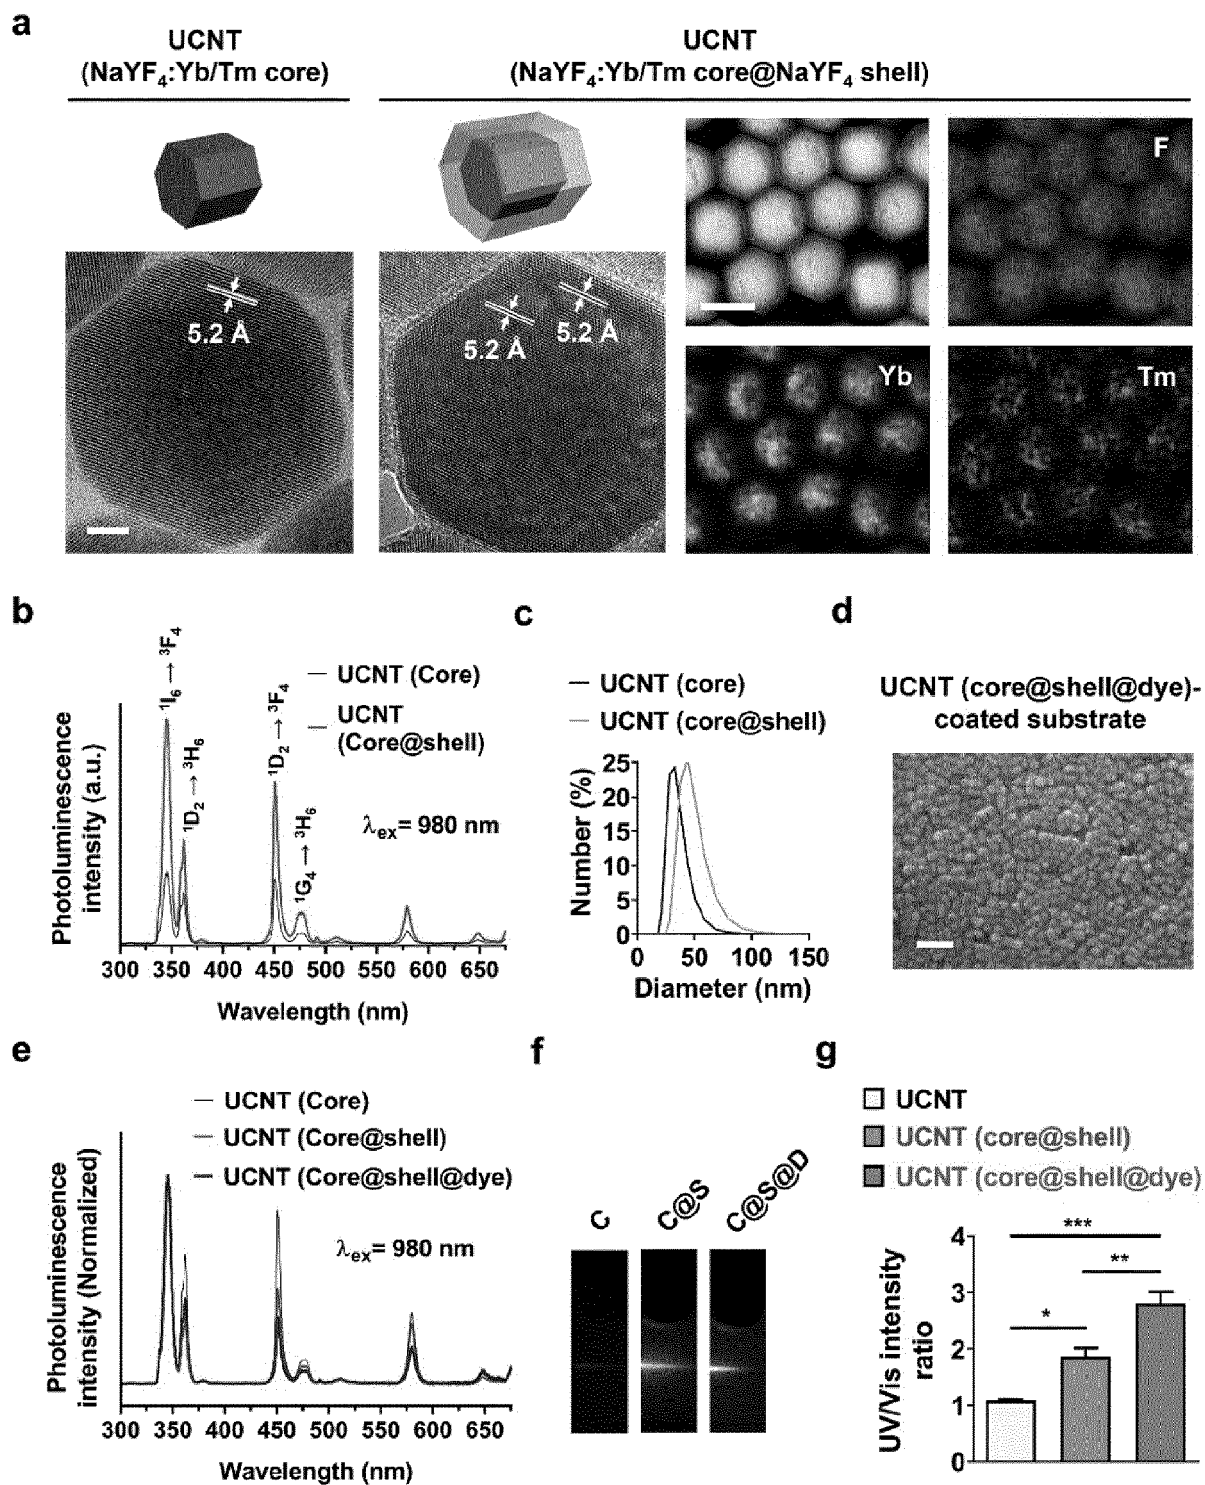 a
UCNT
(NaYF₄:Yb/Tm core)
UCNT
(NaYF₄:Yb/Tm core@NaYF₄ shell)
F
5.2 Å
5.2 Å
5.2 Å
Yb
Tm
b
¹I₆ → ³F₄
¹D₂ → ³H₆
¹D₂ → ³F₄
¹G₄ → ³H₆
UCNT (Core)
UCNT
(Core@shell)
λex= 980 nm
Photoluminescence
intensity (a.u.)
300 350 400 450 500 550 600 650
Wavelength (nm)
c
UCNT (core)
UCNT (core@shell)
Number (%)
25
20
15
10
5
0
0 50 100 150
Diameter (nm)
d
UCNT (core@shell@dye)-
coated substrate
e
UCNT (Core)
UCNT (Core@shell)
UCNT (Core@shell@dye)
λex= 980 nm
Photoluminescence
intensity (Normalized)
300 350 400 450 500 550 600 650
Wavelength (nm)
f
C
C@S
C@S@D
g
UCNT
UCNT (core@shell)
UCNT (core@shell@dye)
UV/Vis intensity
ratio
4
3
2
1
0
***
**
*